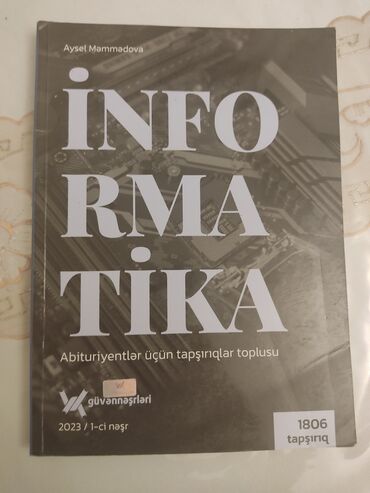 Aysel Məmmədova
İNFO
RMA
TİKA
Abituriyentlər üçün tapşırıqlar toplusu
güvənnəşrləri
2023 / 1-ci nəşr
1806
tapşırıq